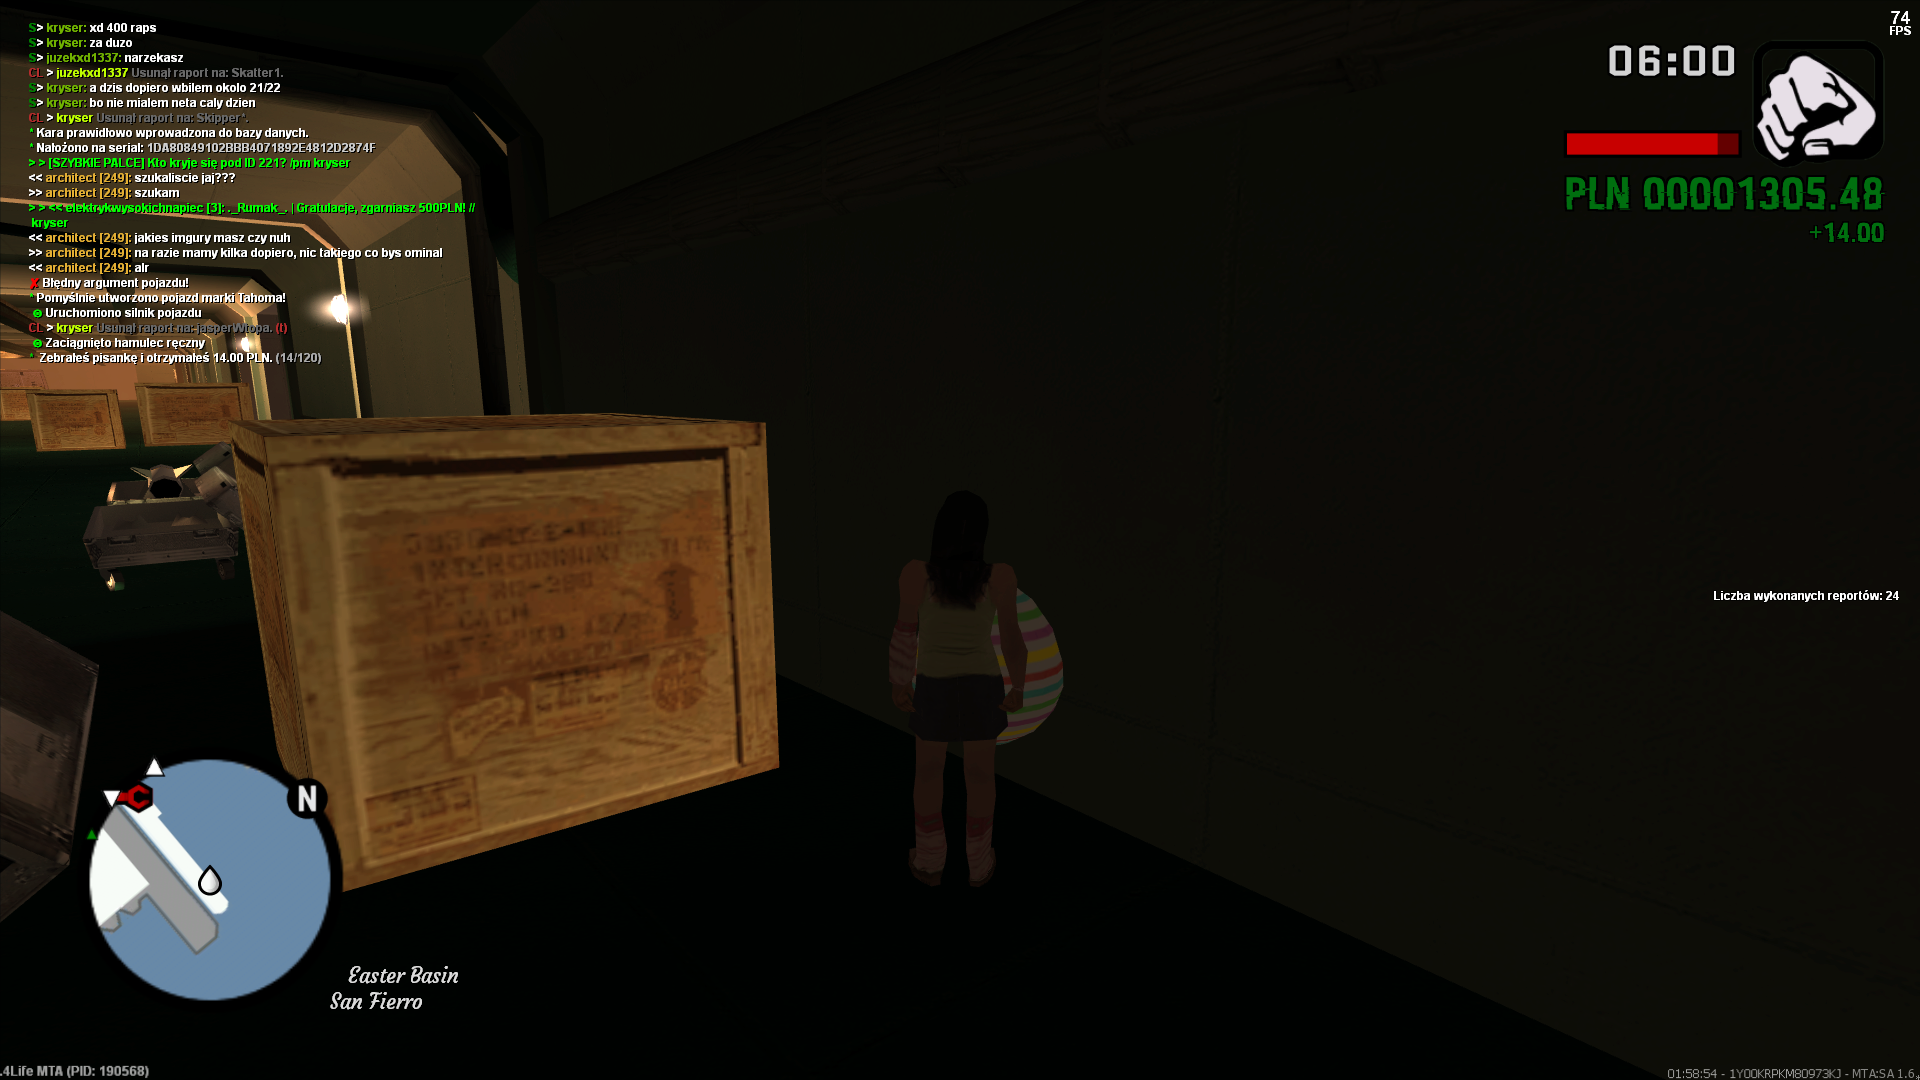 S> kryser: xd 400 raps
S> kryser: za duzo
S> juzekxd1337: narzekasz
CL > juzekxd1337 Usunął raport na: Skatter1.
S> kryser: a dzis dopiero wbilem okolo 21/22
S> kryser: bo nie mialem neta caly dzien
CL > kryser Usunął raport na: Skipper*.
* Kara prawidłowo wprowadzona do bazy danych.
* Nałożono na serial: 1DA80849102BBB4071892E4812D2874F
> > [SZYBKIE PALCE] Kto kryje się pod ID 221? /pm kryser
<< architect [249]: szukaliscie jaj???
>> architect [249]: szukam
> > << elektrykwysokichnapiec [3]: ._Rumak_. | Gratulacje, zgarniasz 500PLN! //
kryser
<< architect [249]: jakies imgury masz czy nuh
>> architect [249]: na razie mamy kilka dopiero, nic takiego co bys ominal
<< architect [249]: alr
✘ Błędny argument pojazdu!
* Pomyślnie utworzono pojazd marki Tahoma!
Uruchomiono silnik pojazdu
CL > kryser Usunął raport na: jasperWtopa. (I)
Zaciągnięto hamulec ręczny
* Zebrałeś pisankę i otrzymałeś 14.00 PLN. (14/120)
74
FPS
06:00
PLN 00001305.48
+14.00
Liczba wykonanych reportów: 24
N
Easter Basin
San Fierro
.4Life MTA (PID: 190568)
01:58:54 - 1Y00KRPKM80973KJ - MTA:SA 1.6